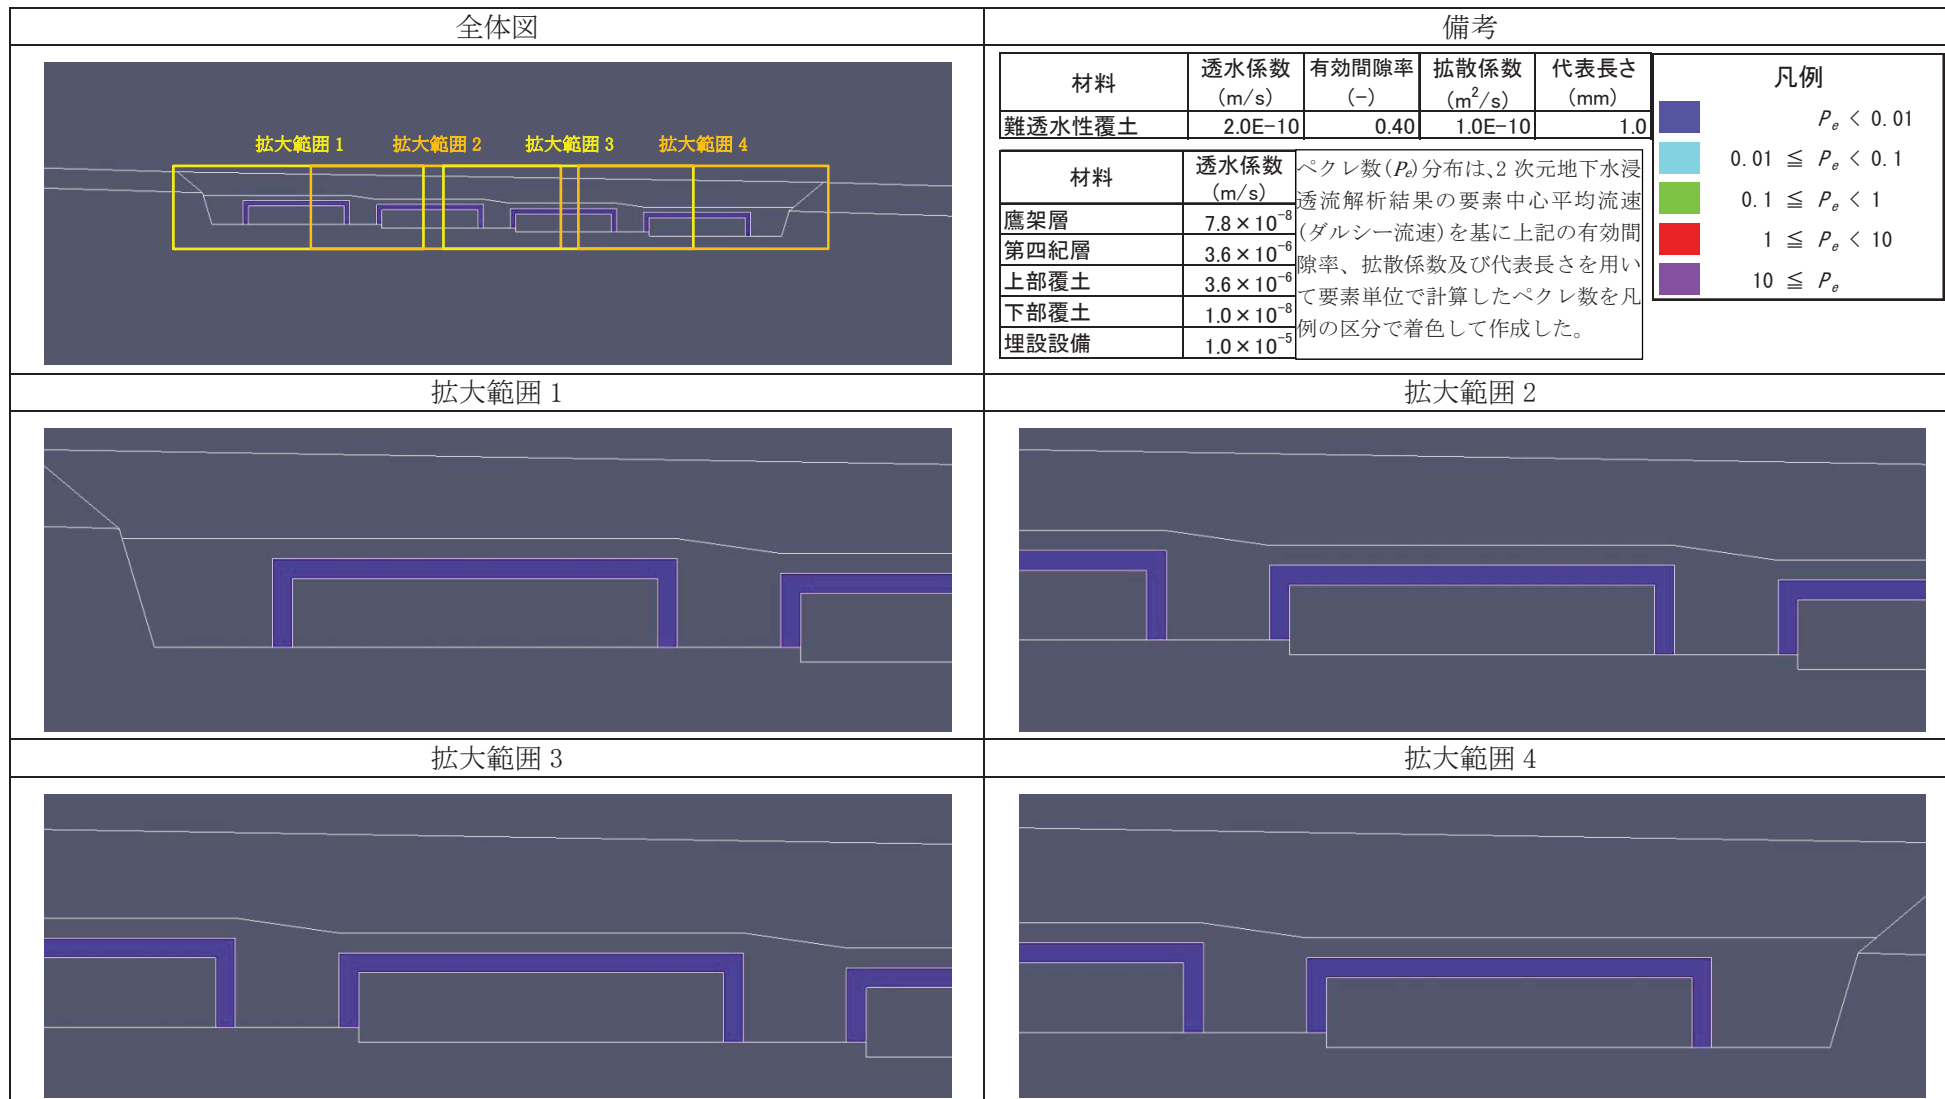 全体図
拡大範囲 1
拡大範囲 2
拡大範囲 3
拡大範囲 4
備考
材料 透水係数 (m/s) 有効間隙率 (-) 拡散係数 (m²/s) 代表長さ (mm)
難透水性覆土 2.0E-10 0.40 1.0E-10 1.0
材料 透水係数 (m/s)
鷹架層 7.8×10⁻⁸
第四紀層 3.6×10⁻⁶
上部覆土 3.6×10⁻⁶
下部覆土 1.0×10⁻⁸
埋設設備 1.0×10⁻⁵
ペクレ数(Pe)分布は、2 次元地下水浸
透流解析結果の要素中心平均流速
(ダルシー流速)を基に上記の有効間
隙率、拡散係数及び代表長さを用い
て要素単位で計算したペクレ数を凡
例の区分で着色して作成した。
凡例
Pe < 0.01
0.01 ≦ Pe < 0.1
0.1 ≦ Pe < 1
1 ≦ Pe < 10
10 ≦ Pe
拡大範囲 1
拡大範囲 2
拡大範囲 3
拡大範囲 4